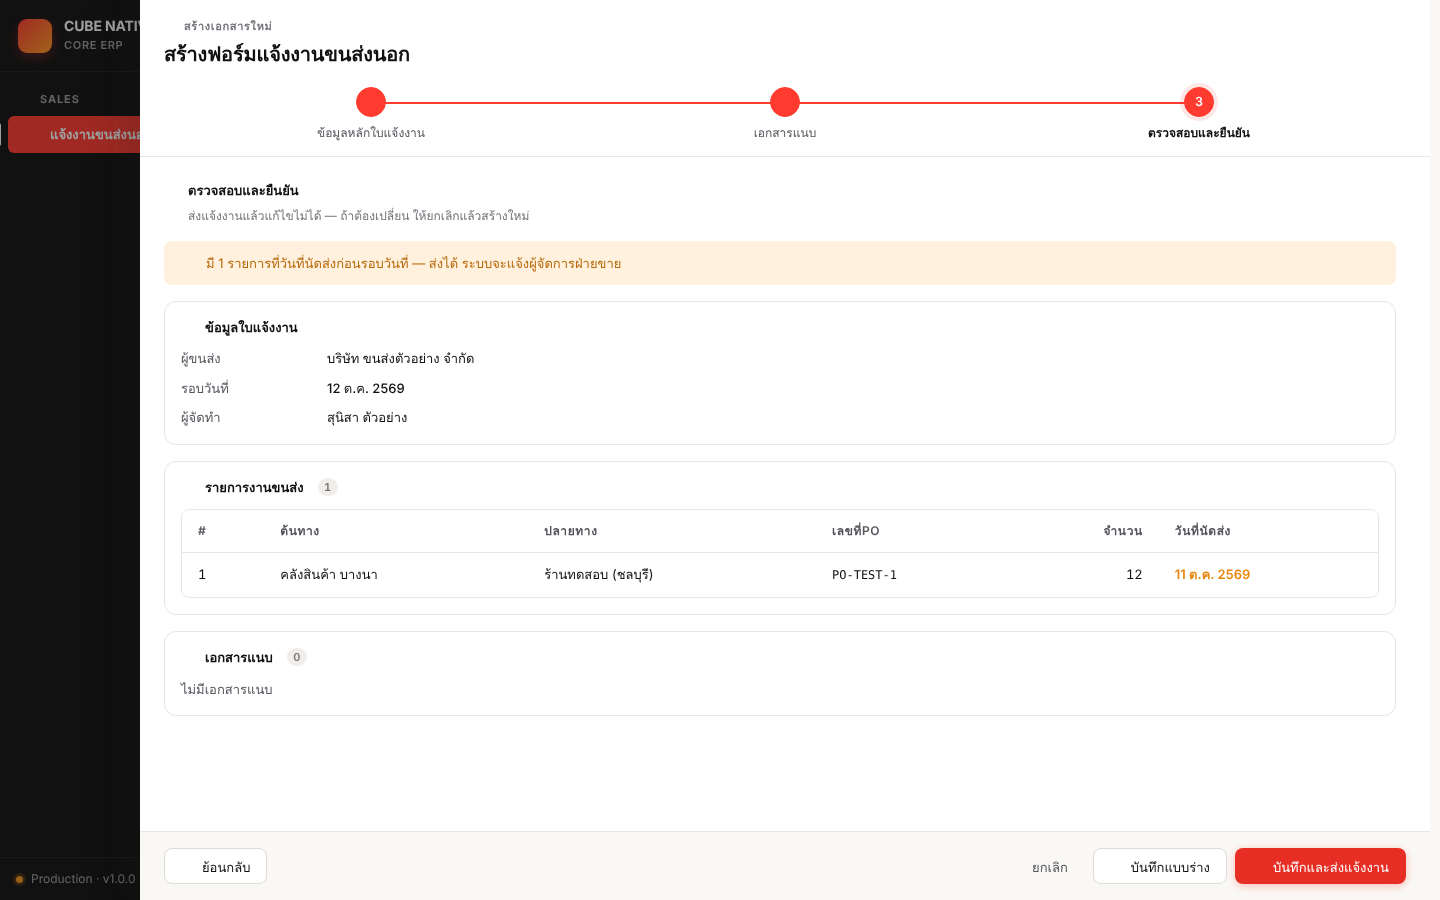 CUBE NATIV
CORE ERP
SALES
แจ้งงานขนส่งนอ
Production · v1.0.0
สร้างเอกสารใหม่
สร้างฟอร์มแจ้งงานขนส่งนอก
3
ข้อมูลหลักใบแจ้งงาน
เอกสารแนบ
ตรวจสอบและยืนยัน
ตรวจสอบและยืนยัน
ส่งแจ้งงานแล้วแก้ไขไม่ได้ — ถ้าต้องเปลี่ยน ให้ยกเลิกแล้วสร้างใหม่
มี 1 รายการที่วันที่นัดส่งก่อนรอบวันที่ — ส่งได้ ระบบจะแจ้งผู้จัดการฝ่ายขาย
ข้อมูลใบแจ้งงาน
ผู้ขนส่ง บริษัท ขนส่งตัวอย่าง จำกัด
รอบวันที่ 12 ต.ค. 2569
ผู้จัดทำ สุนิสา ตัวอย่าง
รายการงานขนส่ง 1
# ต้นทาง ปลายทาง เลขที่PO จำนวน วันที่นัดส่ง
1 คลังสินค้า บางนา ร้านทดสอบ (ชลบุรี) PO-TEST-1 12 11 ต.ค. 2569
เอกสารแนบ 0
ไม่มีเอกสารแนบ
ย้อนกลับ ยกเลิก บันทึกแบบร่าง บันทึกและส่งแจ้งงาน